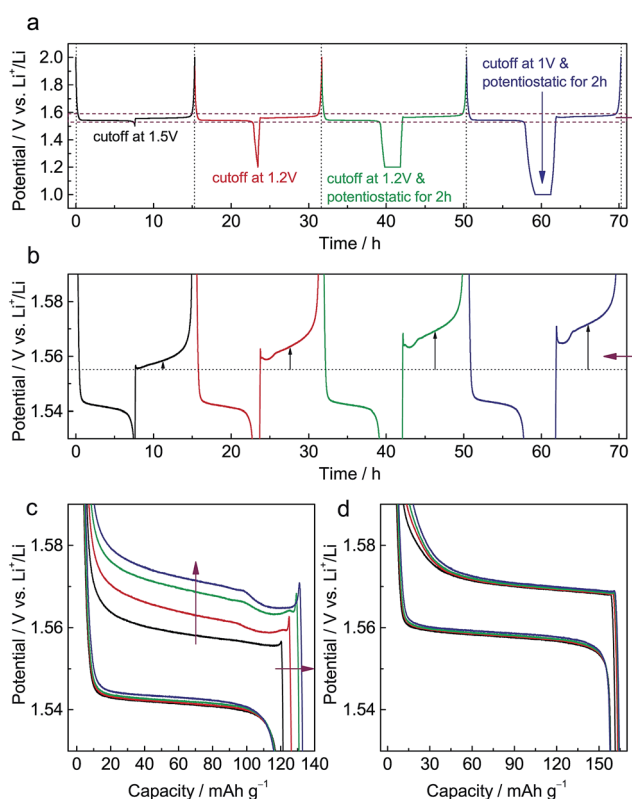 a
Potential / V vs. Li⁺/Li
2.0
1.8
1.6
1.4
1.2
1.0
cutoff at 1.5V
cutoff at 1.2V
cutoff at 1.2V &
potentiostatic for 2h
cutoff at 1V &
potentiostatic for 2h
0 10 20 30 40 50 60 70
Time / h
b
Potential / V vs. Li⁺/Li
1.58
1.56
1.54
0 10 20 30 40 50 60 70
Time / h
c
Potential / V vs. Li⁺/Li
1.58
1.56
1.54
0 20 40 60 80 100 120 140
Capacity / mAh g⁻¹
d
Potential / V vs. Li⁺/Li
1.58
1.56
1.54
0 30 60 90 120 150
Capacity / mAh g⁻¹